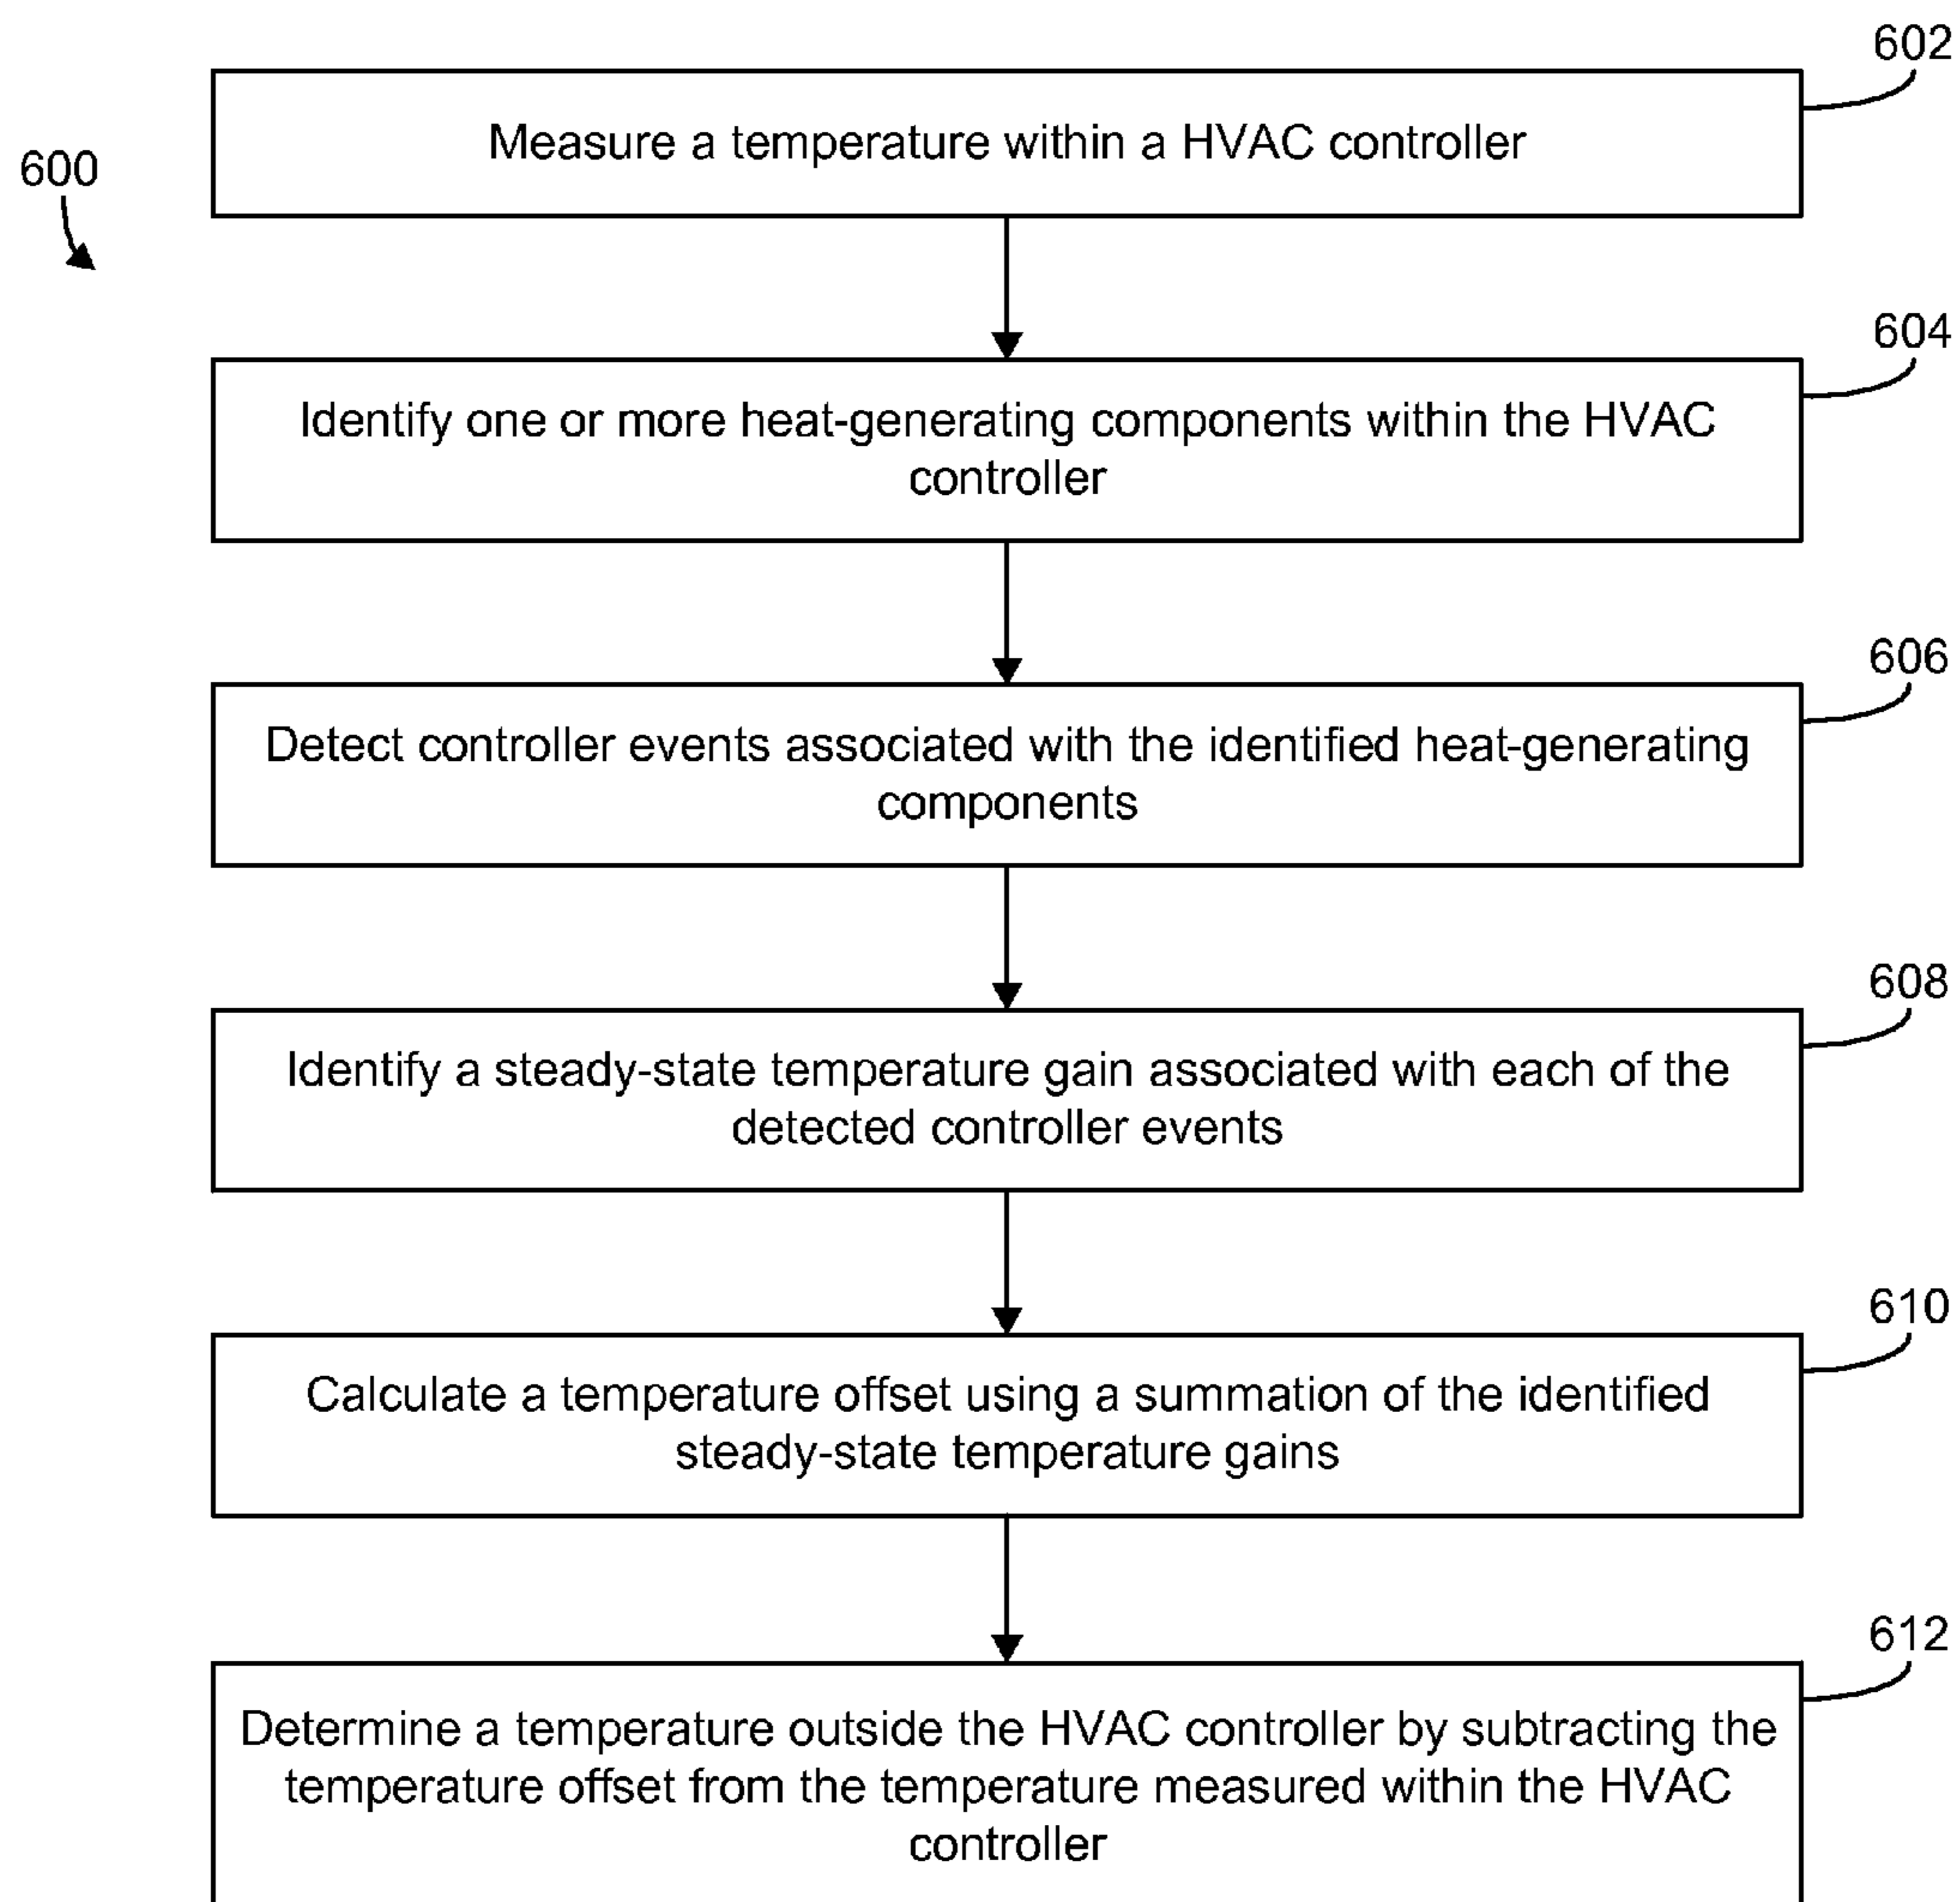 602
Measure a temperature within a HVAC controller
600
604
Identify one or more heat-generating components within the HVAC
controller
606
Detect controller events associated with the identified heat-generating
components
608
Identify a steady-state temperature gain associated with each of the
detected controller events
610
Calculate a temperature offset using a summation of the identified
steady-state temperature gains
612
Determine a temperature outside the HVAC controller by subtracting the
temperature offset from the temperature measured within the HVAC
controller